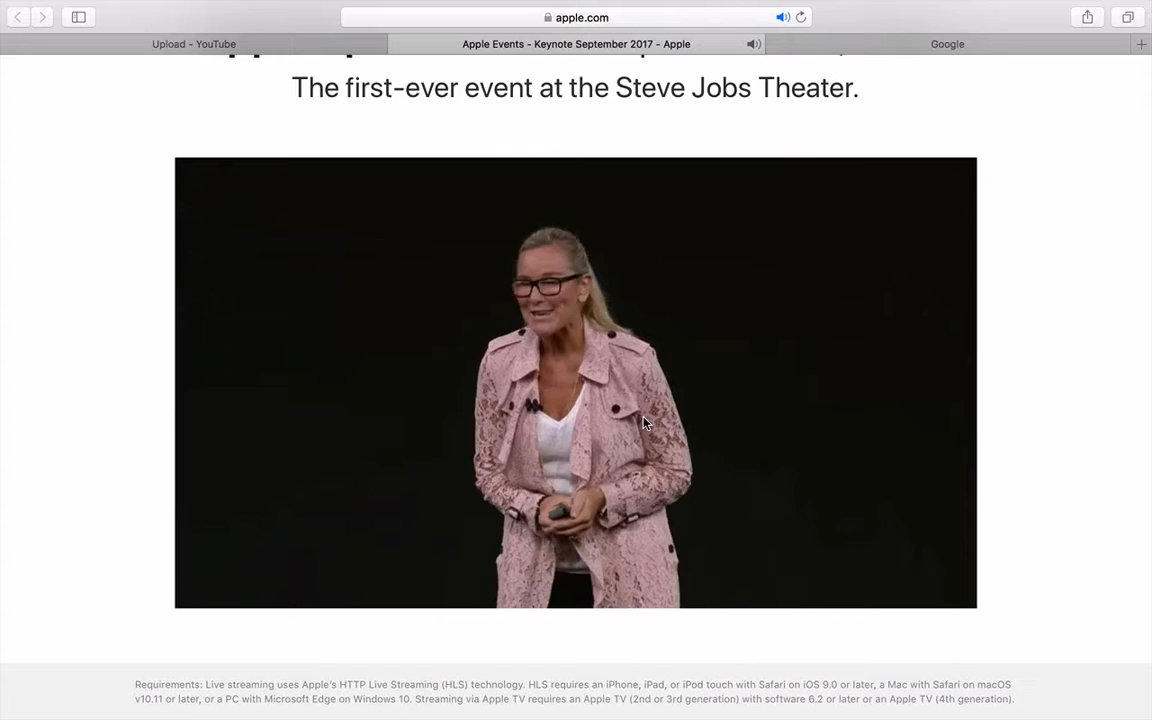 apple.com
Upload - YouTube
Apple Events - Keynote September 2017 - Apple
Google
The first-ever event at the Steve Jobs Theater.
Requirements: Live streaming uses Apple's HTTP Live Streaming (HLS) technology. HLS requires an iPhone, iPad, or iPod touch with Safari on iOS 9.0 or later, a Mac with Safari on macOS
v10.11 or later, or a PC with Microsoft Edge on Windows 10. Streaming via Apple TV requires an Apple TV (2nd or 3rd generation) with software 6.2 or later or an Apple TV (4th generation).